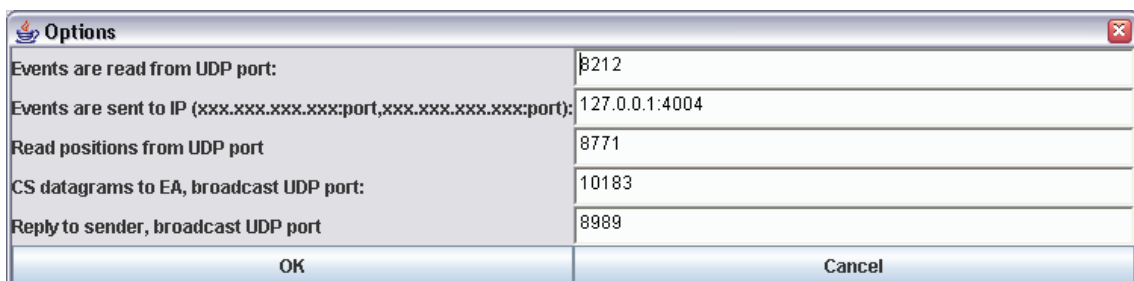 Options
Events are read from UDP port: 8212
Events are sent to IP (xxx.xxx.xxx.xxx:port,xxx.xxx.xxx.xxx:port): 127.0.0.1:4004
Read positions from UDP port 8771
CS datagrams to EA, broadcast UDP port: 10183
Reply to sender, broadcast UDP port 8989
OK Cancel